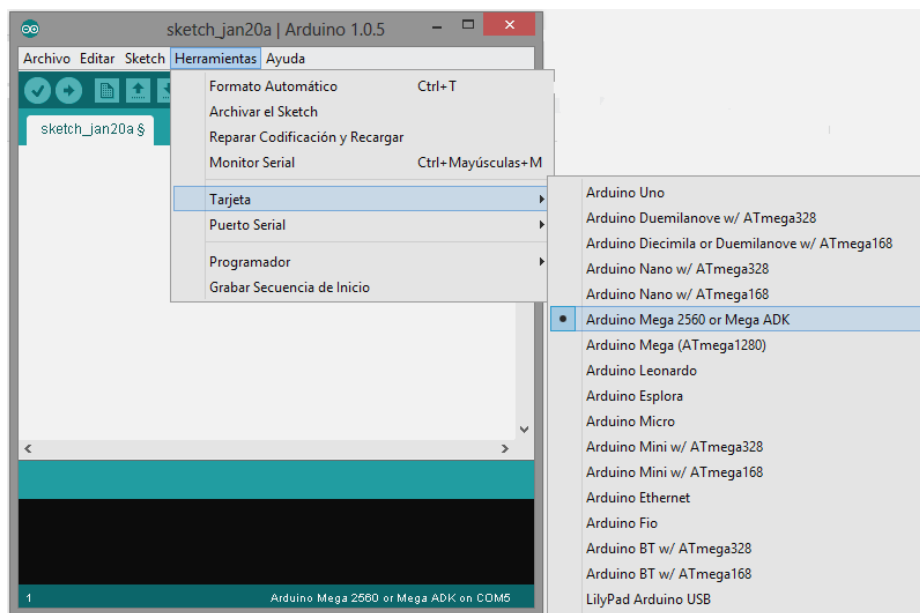 sketch_jan20a | Arduino 1.0.5
Archivo Editar Sketch Herramientas Ayuda
sketch_jan20a §
Formato Automático Ctrl+T
Archivar el Sketch
Reparar Codificación y Recargar
Monitor Serial Ctrl+Mayúsculas+M
Tarjeta
Puerto Serial
Programador
Grabar Secuencia de Inicio
Arduino Uno
Arduino Duemilanove w/ ATmega328
Arduino Diecimila or Duemilanove w/ ATmega168
Arduino Nano w/ ATmega328
Arduino Nano w/ ATmega168
Arduino Mega 2560 or Mega ADK
Arduino Mega (ATmega1280)
Arduino Leonardo
Arduino Esplora
Arduino Micro
Arduino Mini w/ ATmega328
Arduino Mini w/ ATmega168
Arduino Ethernet
Arduino Fio
Arduino BT w/ ATmega328
Arduino BT w/ ATmega168
LilyPad Arduino USB
1 Arduino Mega 2560 or Mega ADK on COM5